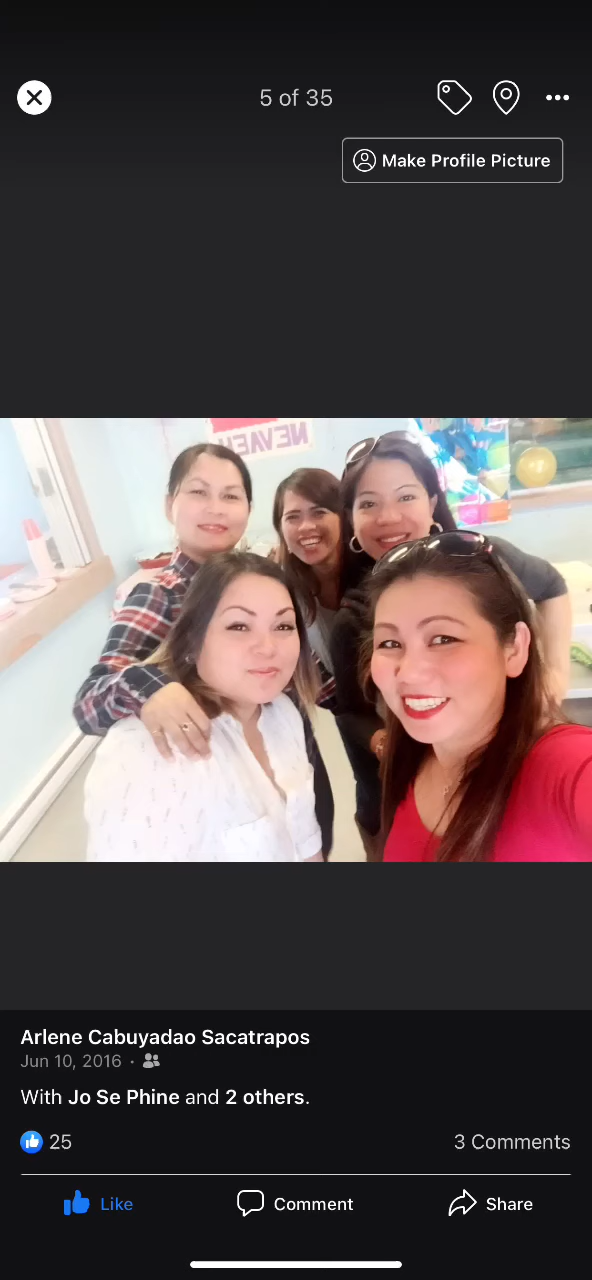 5 of 35
Make Profile Picture
NEVAEH
Arlene Cabuyadao Sacatrapos
Jun 10, 2016 ·
With Jo Se Phine and 2 others.
25
3 Comments
Like
Comment
Share